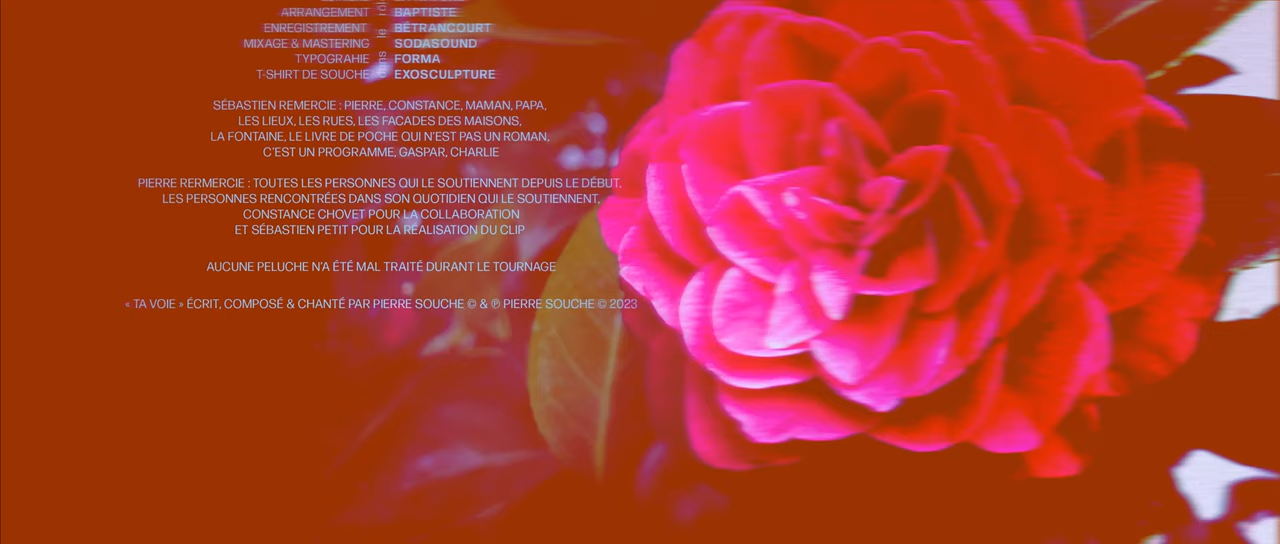 ARRANGEMENT BAPTISTE
ENREGISTREMENT BÉTRANCOURT
MIXAGE & MASTERING SODASOUND
TYPOGRAHIE FORMA
T-SHIRT DE SOUCHE EXOSCULPTURE
le
SÉBASTIEN REMERCIE : PIERRE, CONSTANCE, MAMAN, PAPA,
LES LIEUX, LES RUES, LES FACADES DES MAISONS,
LA FONTAINE, LE LIVRE DE POCHE QUI N'EST PAS UN ROMAN,
C'EST UN PROGRAMME, GASPAR, CHARLIE
PIERRE RERMERCIE : TOUTES LES PERSONNES QUI LE SOUTIENNENT DEPUIS LE DÉBUT,
LES PERSONNES RENCONTRÉES DANS SON QUOTIDIEN QUI LE SOUTIENNENT,
CONSTANCE CHOVET POUR LA COLLABORATION
ET SÉBASTIEN PETIT POUR LA RÉALISATION DU CLIP
AUCUNE PELUCHE N'A ÉTÉ MAL TRAITÉ DURANT LE TOURNAGE
« TA VOIE » ÉCRIT, COMPOSÉ & CHANTÉ PAR PIERRE SOUCHE © & ℗ PIERRE SOUCHE © 2023